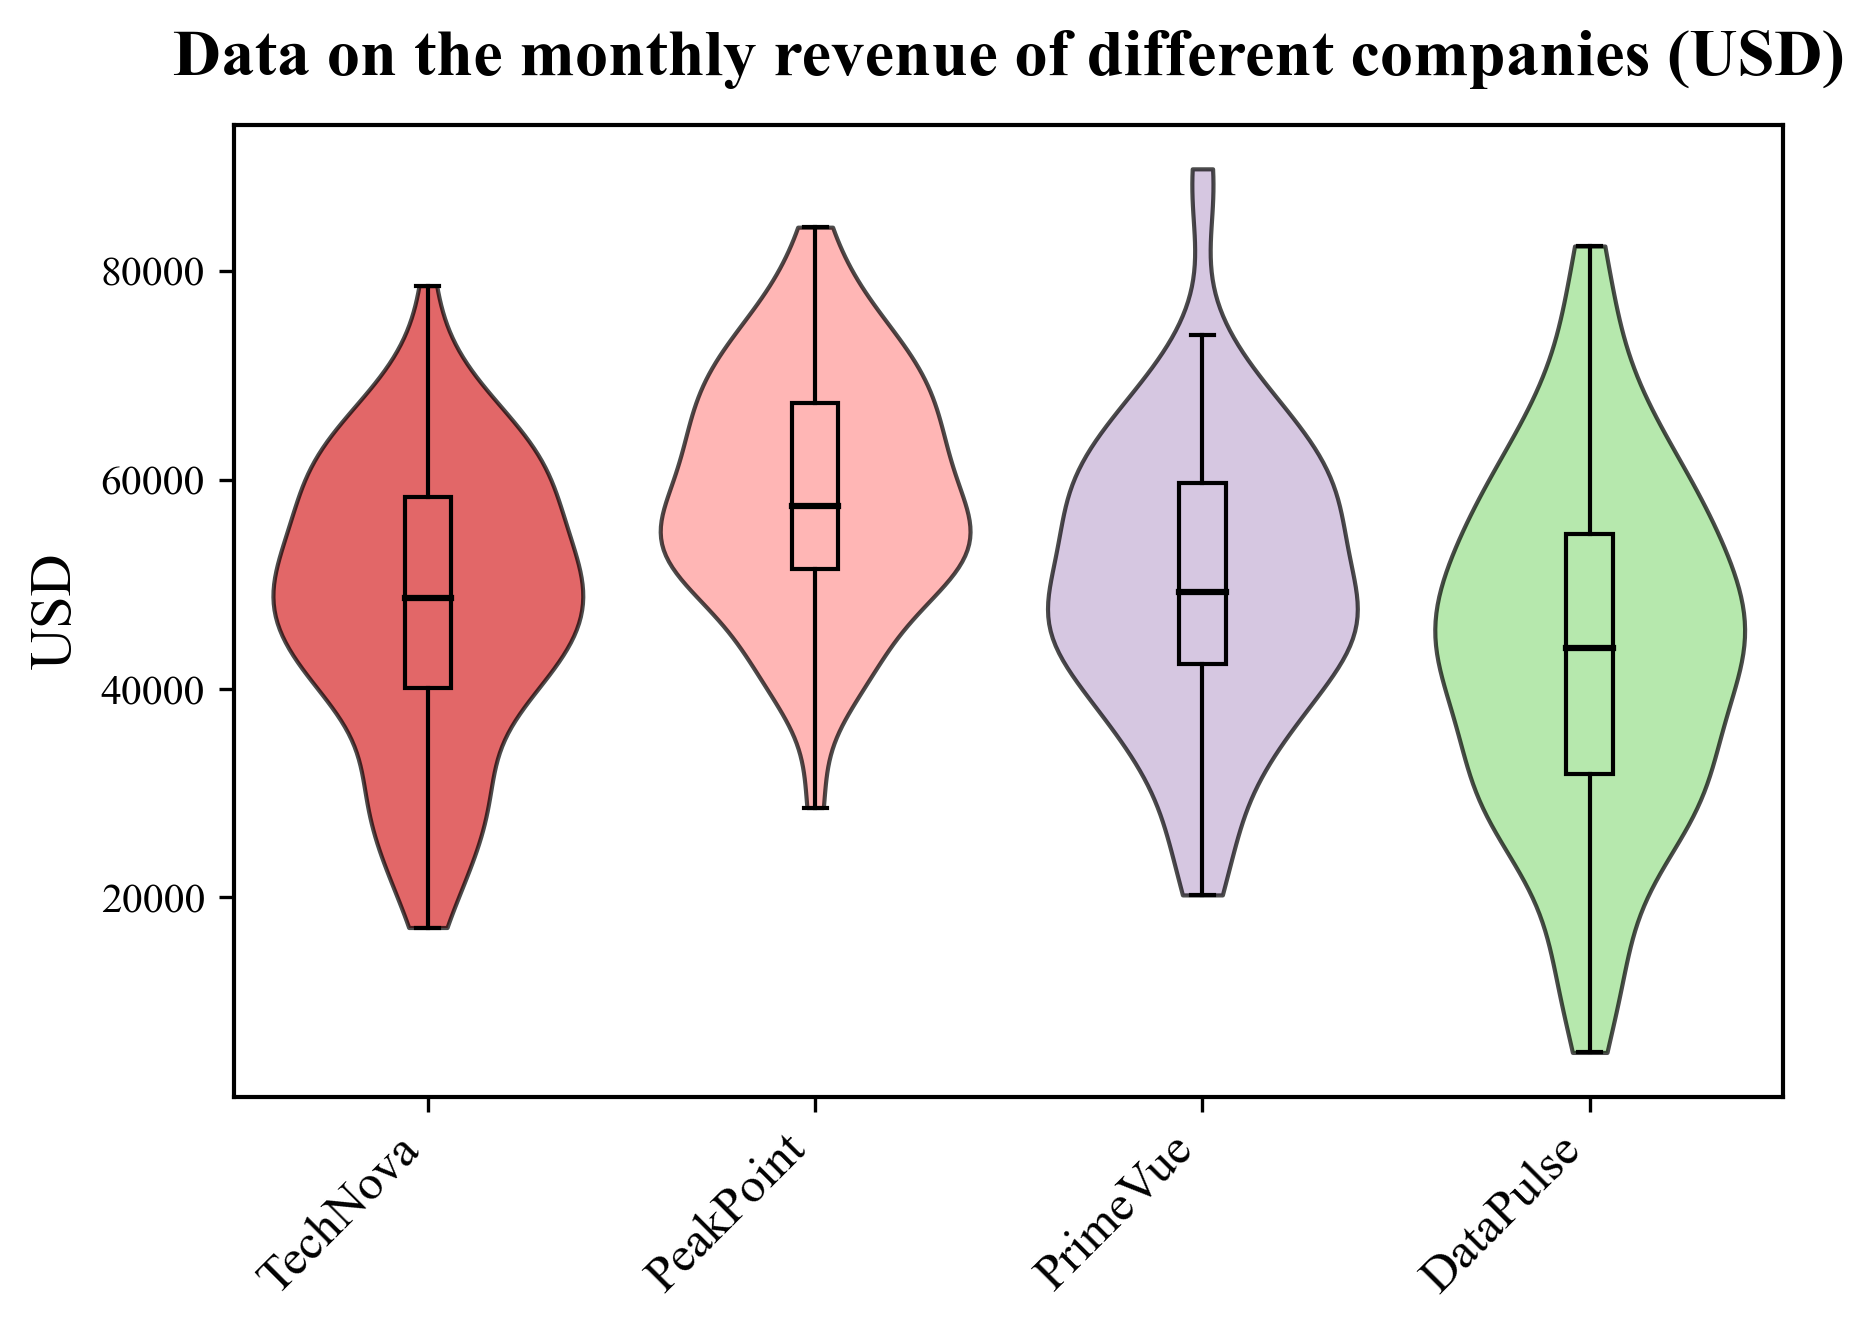 Data on the monthly revenue of different companies (USD)
USD
80000
60000
40000
20000
TechNova
PeakPoint
PrimeVue
DataPulse